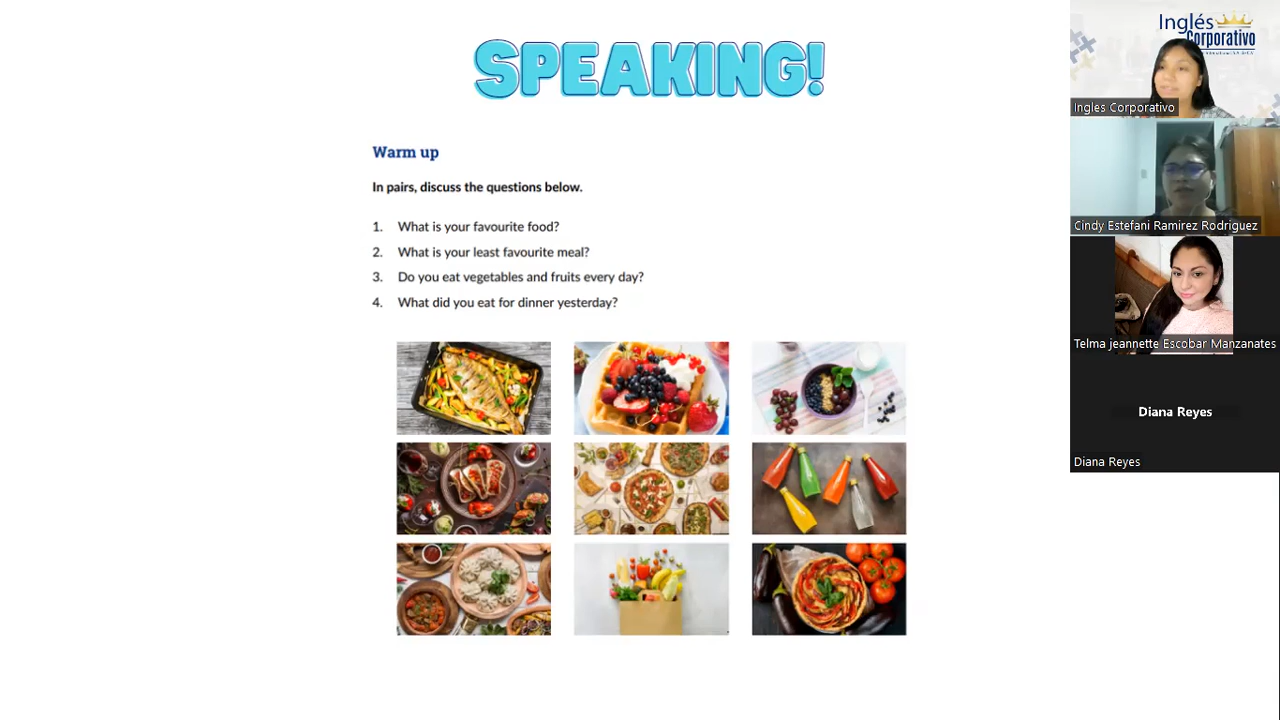 SPEAKING!
Warm up
In pairs, discuss the questions below.
1. What is your favourite food?
2. What is your least favourite meal?
3. Do you eat vegetables and fruits every day?
4. What did you eat for dinner yesterday?
Inglés
Corporativo
Ingles Corporativo
Cindy Estefani Ramirez Rodriguez
Telma jeannette Escobar Manzanates
Diana Reyes
Diana Reyes